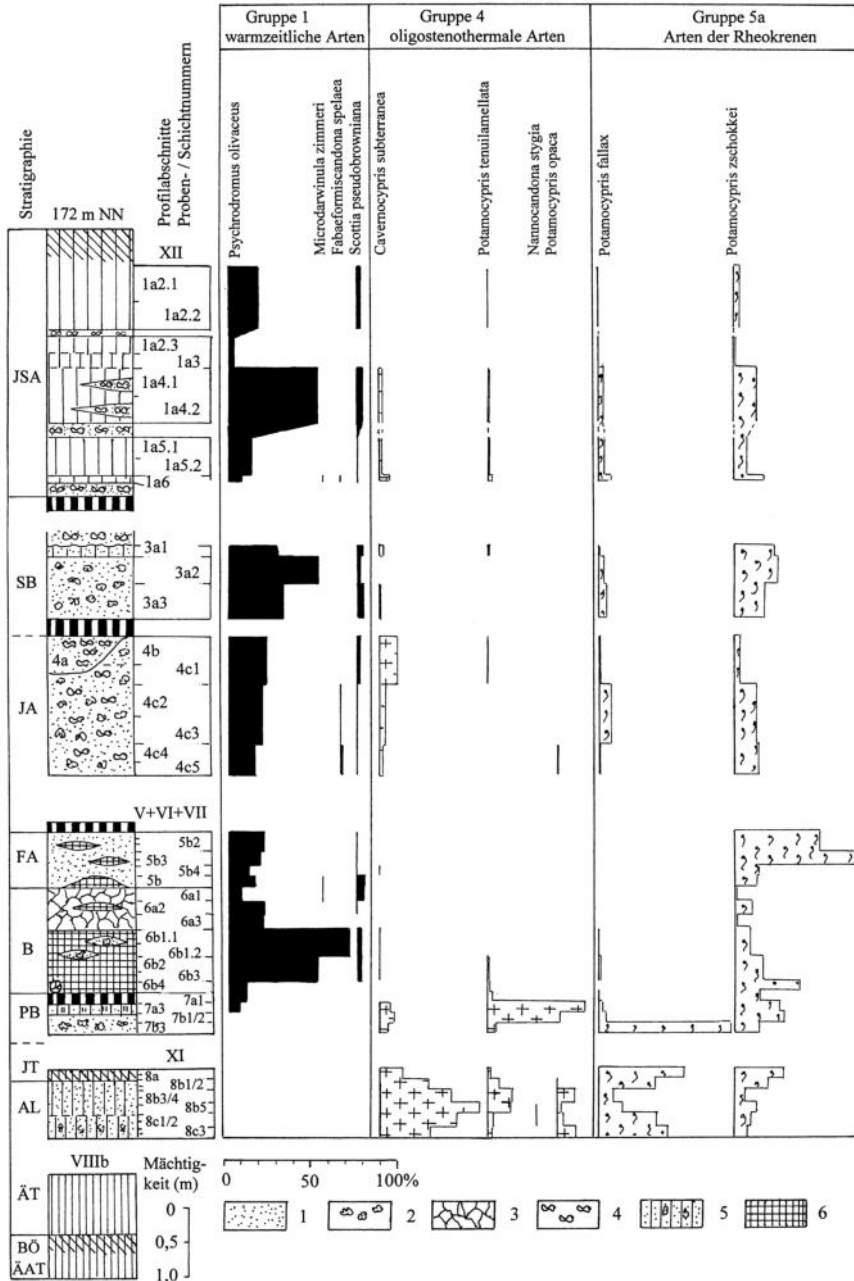 Gruppe 1
warmzeitliche Arten
Gruppe 4
oligostenothermale Arten
Gruppe 5a
Arten der Rheokrenen
Stratigraphie
172 m NN
Profilabschnitte
Proben- / Schichtnummern
Psychrodromus olivaceus
Microdarwinula zimmeri
Fabaeformiscandona spelaea
Scottia pseudobrowniana
Cavernocypris subterranea
Potamocypris tenuilamellata
Nannocandona stygia
Potamocypris opaca
Potamocypris fallax
Potamocypris zschokkei
XII
JSA
1a2.1
1a2.2
1a2.3
1a3
1a4.1
1a4.2
1a5.1
1a5.2
1a6
SB
3a1
3a2
3a3
JA
4a
4b
4c1
4c2
4c3
4c4
4c5
V+VI+VII
FA
5b2
5b3
5b4
5b
B
6a1
6a2
6a3
6b1.1
6b1.2
6b2
6b3
6b4
PB
7a1
7a3
7b1/2
7b3
XI
JT
8a
8b1/2
AL
8b3/4
8b5
8c1/2
8c3
VIIIb
Mächtig-
keit (m)
ÄT
0
BÖ
0,5
ÄAT
1,0
0 50 100%
1 2 3 4 5 6